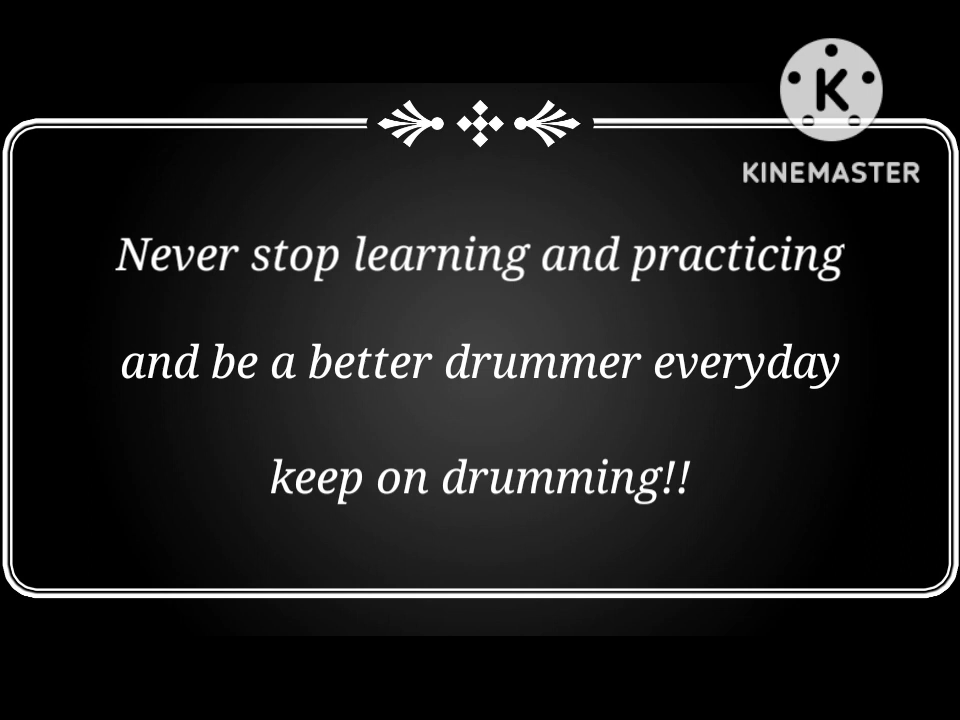 K
KINEMASTER
Never stop learning and practicing
and be a better drummer everyday
keep on drumming!!